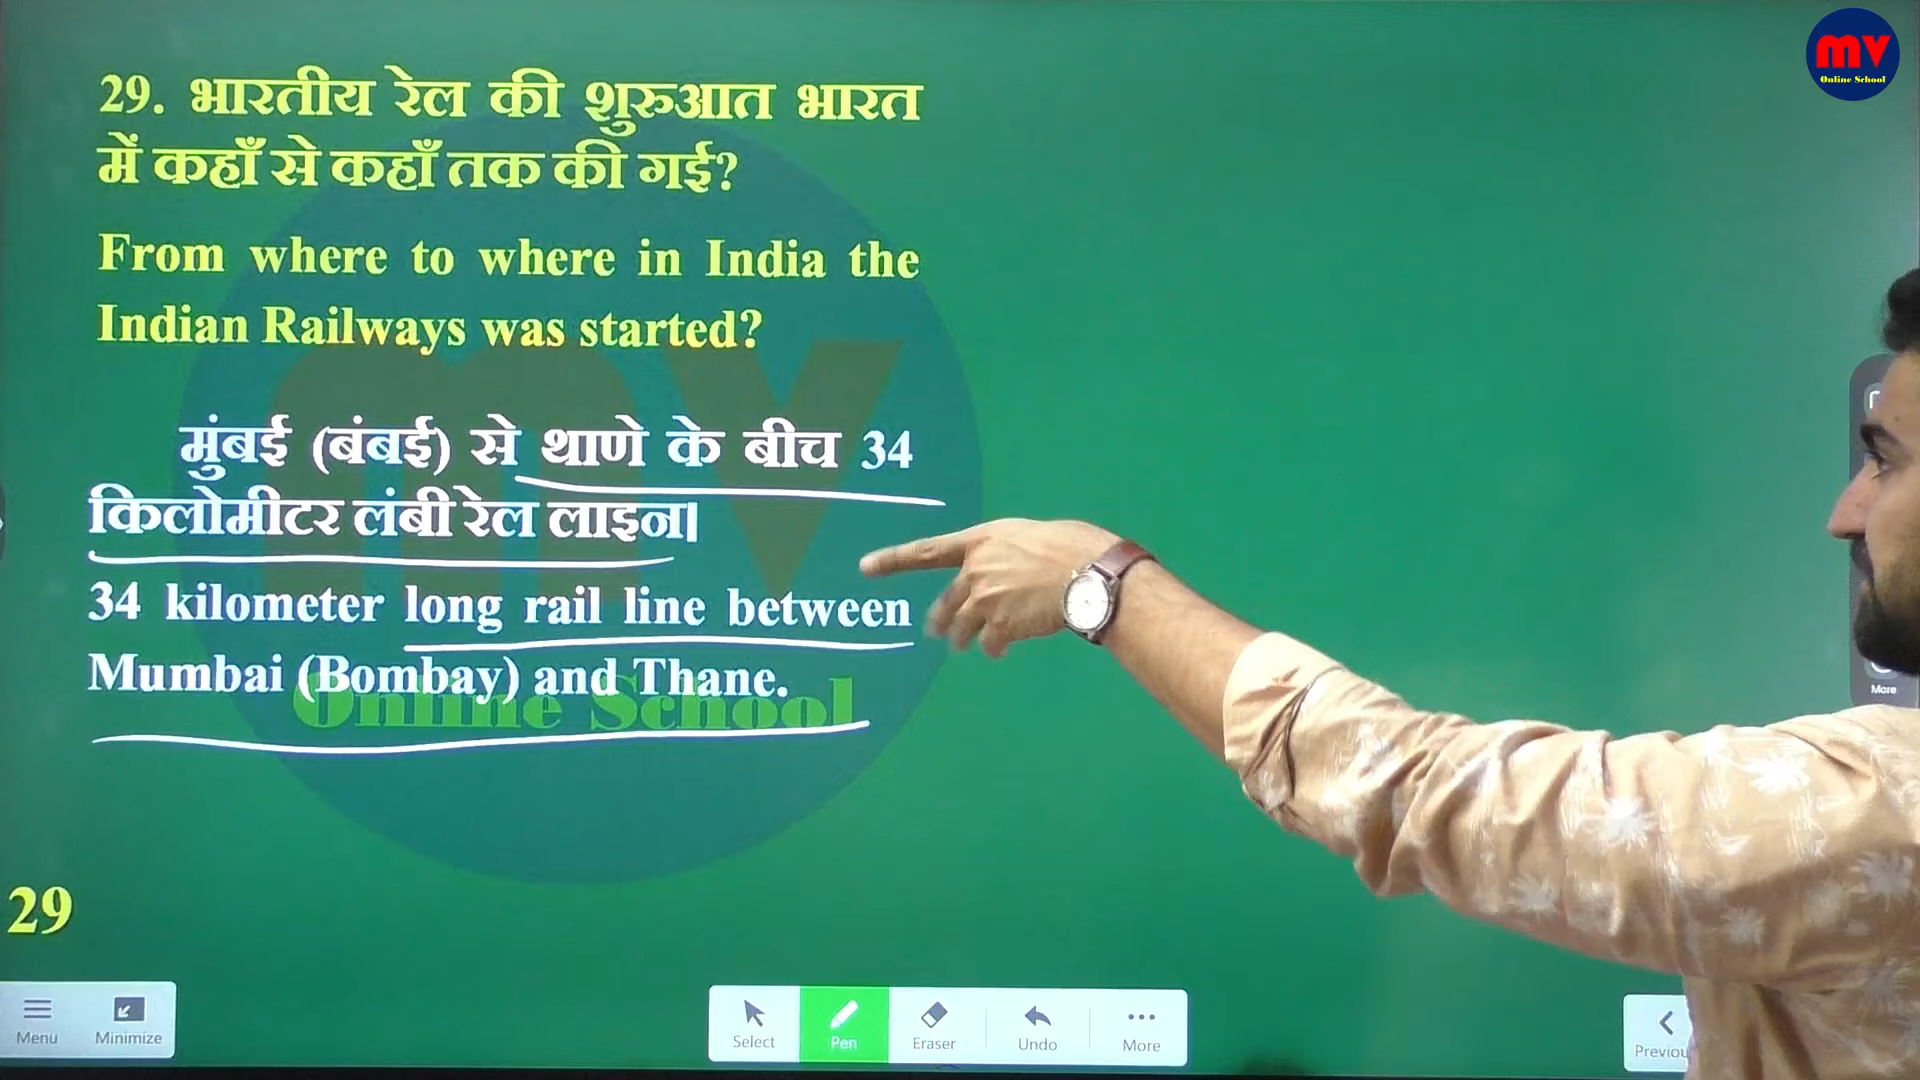 mv
Online School
29. भारतीय रेल की शुरुआत भारत
में कहाँ से कहाँ तक की गई?
From where to where in India the
Indian Railways was started?
मुंबई (बंबई) से थाणे के बीच 34
किलोमीटर लंबी रेल लाइन।
34 kilometer long rail line between
Mumbai (Bombay) and Thane.
mv
Online School
More
29
Menu
Minimize
Select
Pen
Eraser
Undo
More